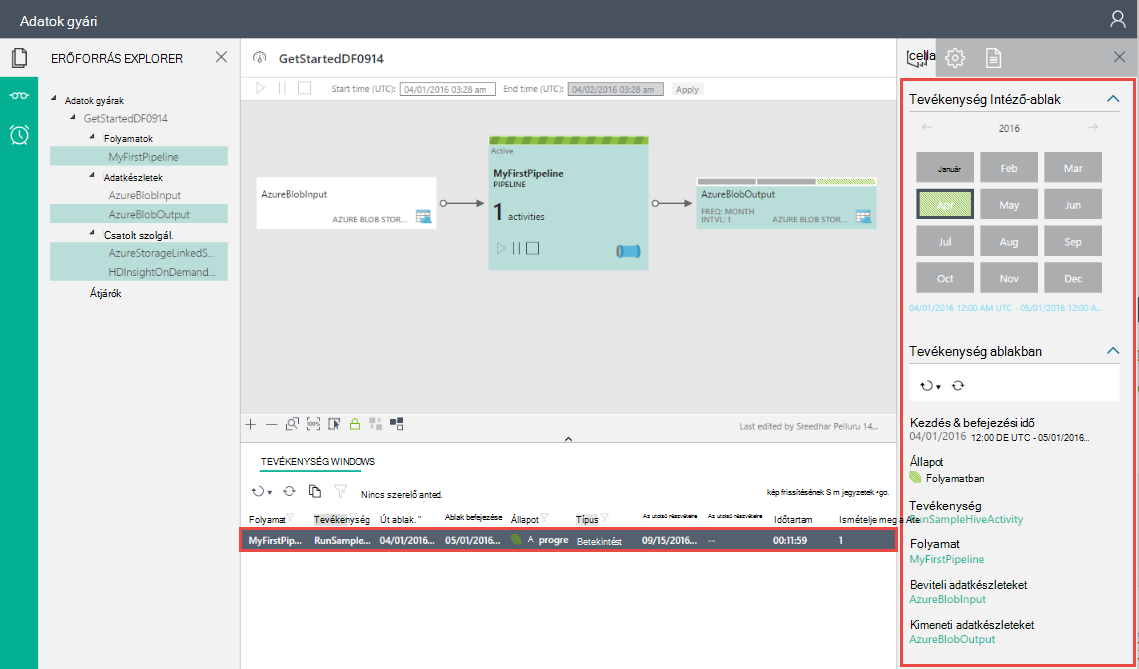 Adatok gyári
ERŐFORRÁS EXPLORER
Adatok gyárak
GetStartedDF0914
Folyamatok
MyFirstPipeline
Adatkészletek
AzureBlobInput
AzureBlobOutput
Csatolt szolgál.
AzureStorageLinkedS...
HDInsightOnDemand...
Átjárók
GetStartedDF0914
Start time (UTC): 04/01/2016 03:28 am End time (UTC): 04/02/2016 03:28 am Apply
AzureBlobInput
AZURE BLOB STOR...
Active
MyFirstPipeline
PIPELINE
1 activities
AzureBlobOutput
FREQ: MONTH
INTVL: 1 AZURE BLOB STOR...
100%
Last edited by Sreedhar Pelluru 14...
TEVÉKENYSÉG WINDOWS
Nincs szerelő anted.
kép frissítésének S m jegyzetek •go.
Folyamat Tevékenység Út ablak. Ablak befejezése Állapot Típus Az utolsó részvételre Az utolsó részvételre Időtartam Ismételje meg a
MyFirstPip... RunSample... 04/01/2016... 05/01/2016... A progre Betekintést 09/15/2016... -- 00:11:59 1
cella
Tevékenység Intéző-ablak
2016
Január Feb Mar
Apr May Jun
Jul Aug Sep
Oct Nov Dec
04/01/2016 12:00 AM UTC - 05/01/2016 12:00 A...
Tevékenység ablakban
Kezdés & befejezési idő
04/01/2016 12:00 DE UTC - 05/01/2016...
Állapot
Folyamatban
Tevékenység
RunSampleHiveActivity
Folyamat
MyFirstPipeline
Beviteli adatkészleteket
AzureBlobInput
Kimeneti adatkészleteket
AzureBlobOutput